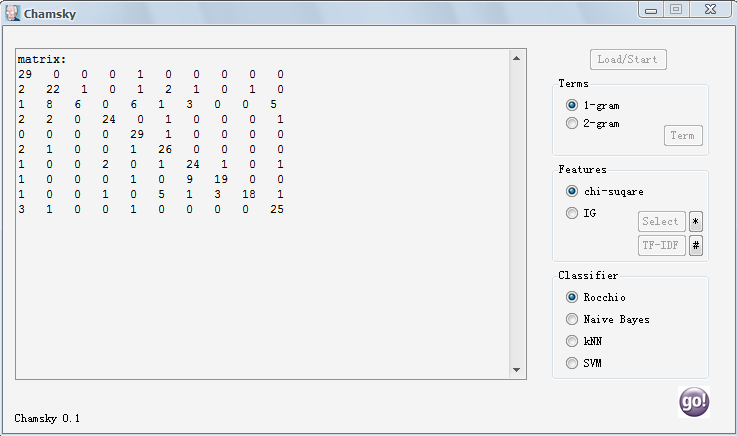 Chamsky
matrix:
29 0 0 0 1 0 0 0 0 0
2 22 1 0 1 2 1 0 1 0
1 8 6 0 6 1 3 0 0 5
2 2 0 24 0 1 0 0 0 1
0 0 0 0 29 1 0 0 0 0
2 1 0 0 1 26 0 0 0 0
1 0 0 2 0 1 24 1 0 1
1 0 0 0 1 0 9 19 0 0
1 0 0 1 0 5 1 3 18 1
3 1 0 0 1 0 0 0 0 25
Load/Start
Terms
1-gram
2-gram
Term
Features
chi-suqare
IG
Select *
TF-IDF #
Classifier
Rocchio
Naive Bayes
kNN
SVM
go!
Chamsky 0.1